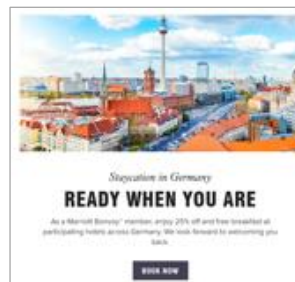 Staycation in Germany
READY WHEN YOU ARE
As a Marriott Bonvoy™ member, enjoy 25% off and free breakfast at
participating hotels across Germany. We look forward to welcoming you
back.
BOOK NOW